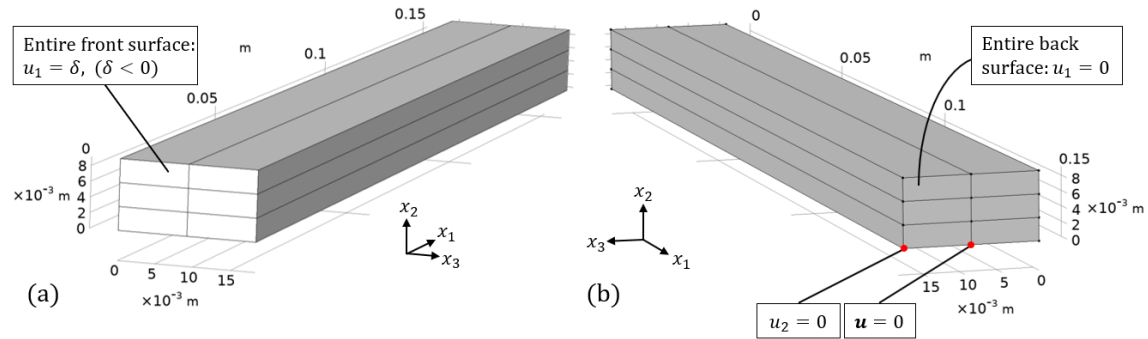 Entire front surface:
u₁ = δ, (δ < 0)
m
0.15
0.1
0.05
0
8
6
4
2
0
×10⁻³ m
0
5
10
15
×10⁻³ m
x₂
x₁
x₃
(a)
0
m
0.05
0.1
0.15
Entire back
surface: u₁ = 0
8
6
4
2
0
×10⁻³ m
x₂
x₃
x₁
15
10
5
0
×10⁻³ m
(b)
u₂ = 0
𝒖 = 0